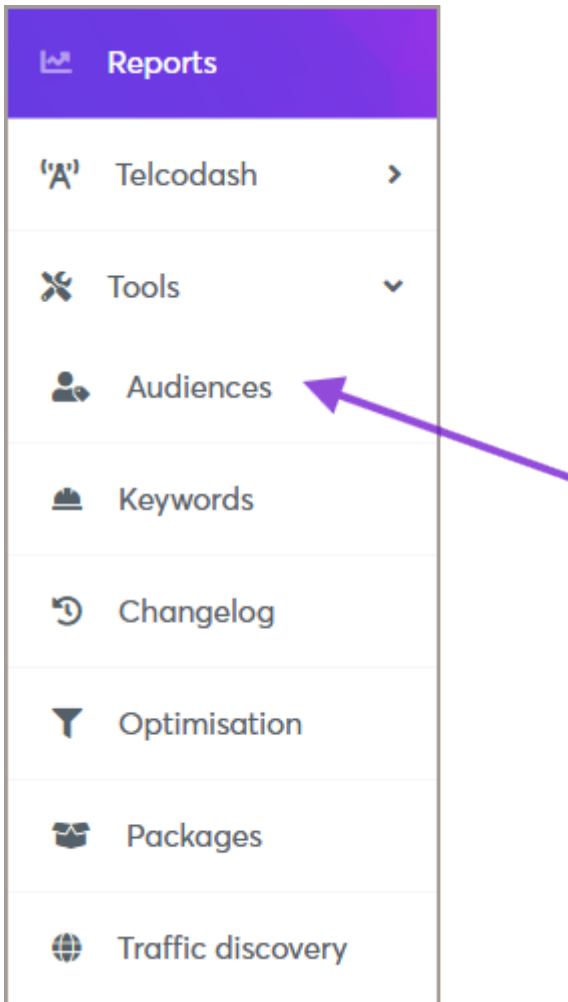 Reports
Telcodash
Tools
Audiences
Keywords
Changelog
Optimisation
Packages
Traffic discovery